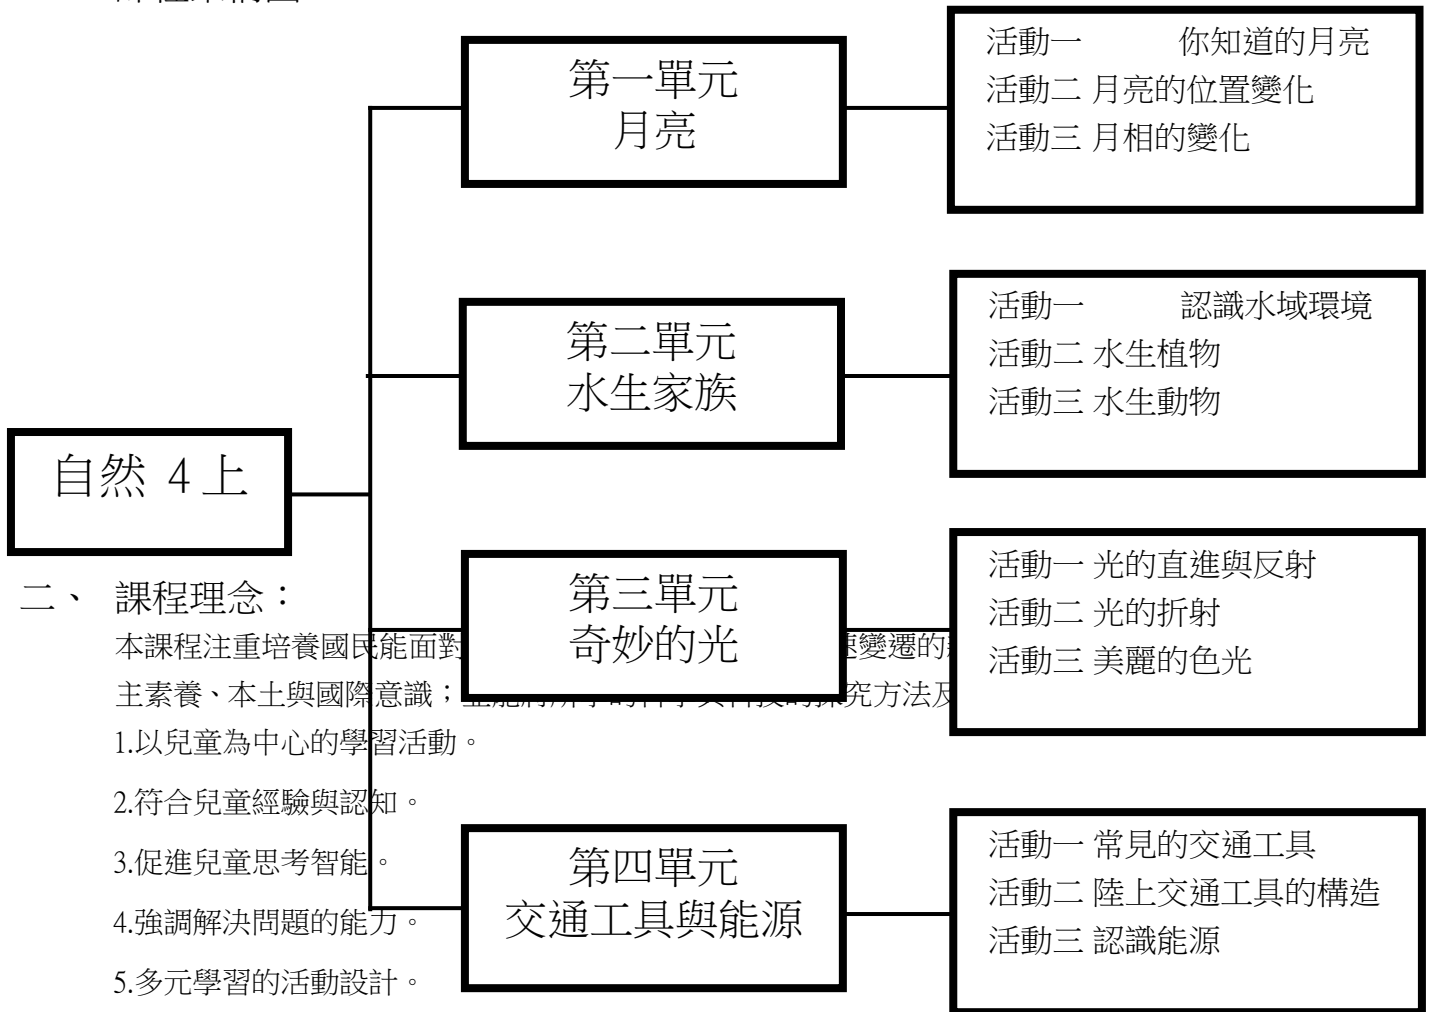 第一單元
月亮
活動一 你知道的月亮
活動二 月亮的位置變化
活動三 月相的變化
第二單元
水生家族
活動一 認識水域環境
活動二 水生植物
活動三 水生動物
自然 4上
第三單元
奇妙的光
活動一 光的直進與反射
活動二 光的折射
活動三 美麗的色光
二、 課程理念：
本課程注重培養國民能面對 速變遷的
主素養、本土與國際意識； 究方法及
1.以兒童為中心的學習活動。
2.符合兒童經驗與認知。
3.促進兒童思考智能。
4.強調解決問題的能力。
5.多元學習的活動設計。
第四單元
交通工具與能源
活動一 常見的交通工具
活動二 陸上交通工具的構造
活動三 認識能源